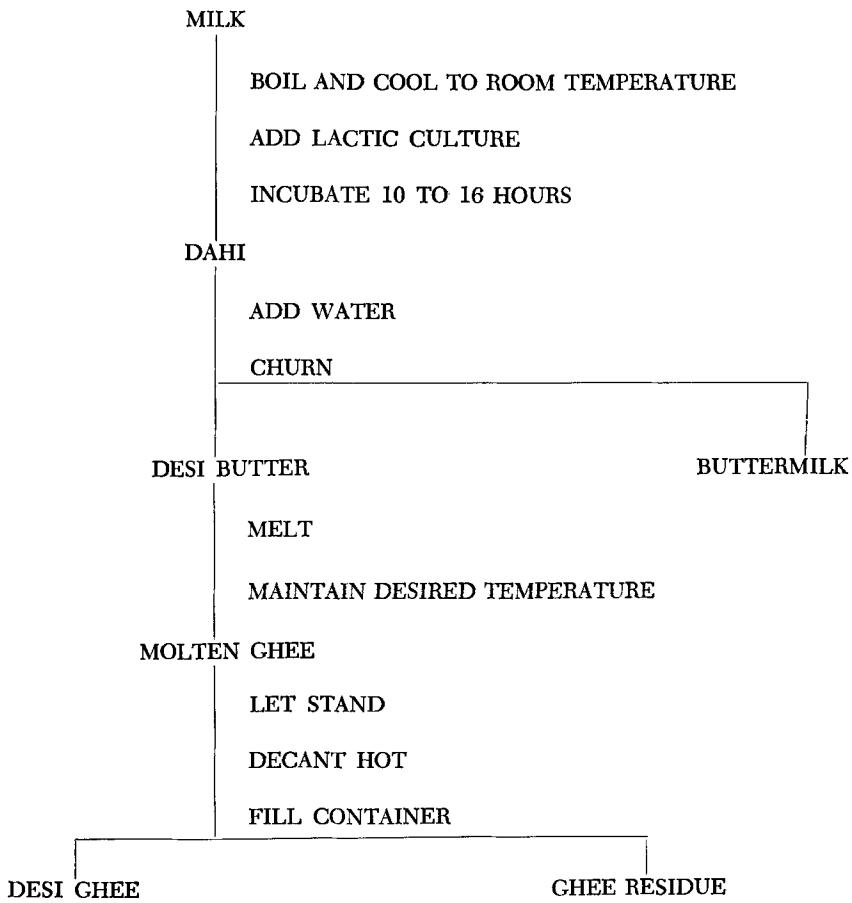 MILK
BOIL AND COOL TO ROOM TEMPERATURE
ADD LACTIC CULTURE
INCUBATE 10 TO 16 HOURS
DAHI
ADD WATER
CHURN
DESI BUTTER
BUTTERMILK
MELT
MAINTAIN DESIRED TEMPERATURE
MOLTEN GHEE
LET STAND
DECANT HOT
FILL CONTAINER
DESI GHEE
GHEE RESIDUE